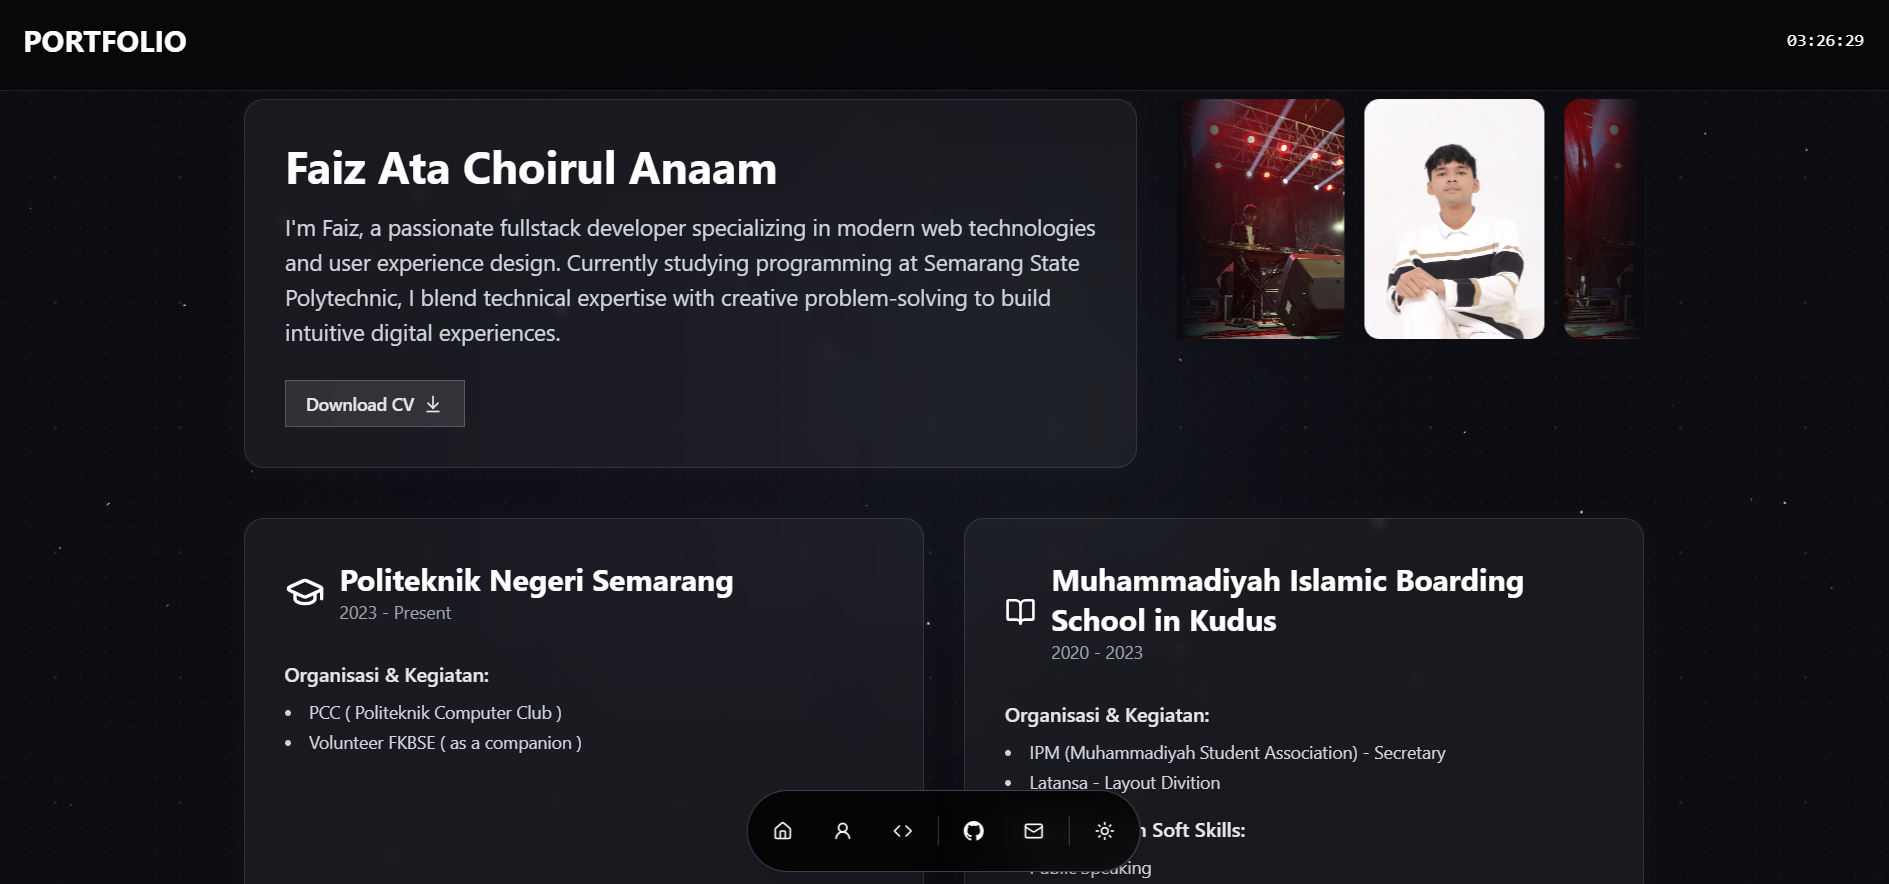 PORTFOLIO
03:26:29
Faiz Ata Choirul Anaam
I'm Faiz, a passionate fullstack developer specializing in modern web technologies
and user experience design. Currently studying programming at Semarang State
Polytechnic, I blend technical expertise with creative problem-solving to build
intuitive digital experiences.
Download CV
Politeknik Negeri Semarang
2023 - Present
Organisasi & Kegiatan:
PCC ( Politeknik Computer Club )
Volunteer FKBSE ( as a companion )
Muhammadiyah Islamic Boarding
School in Kudus
2020 - 2023
Organisasi & Kegiatan:
IPM (Muhammadiyah Student Association) - Secretary
Latansa - Layout Divition
Soft Skills:
Public Speaking